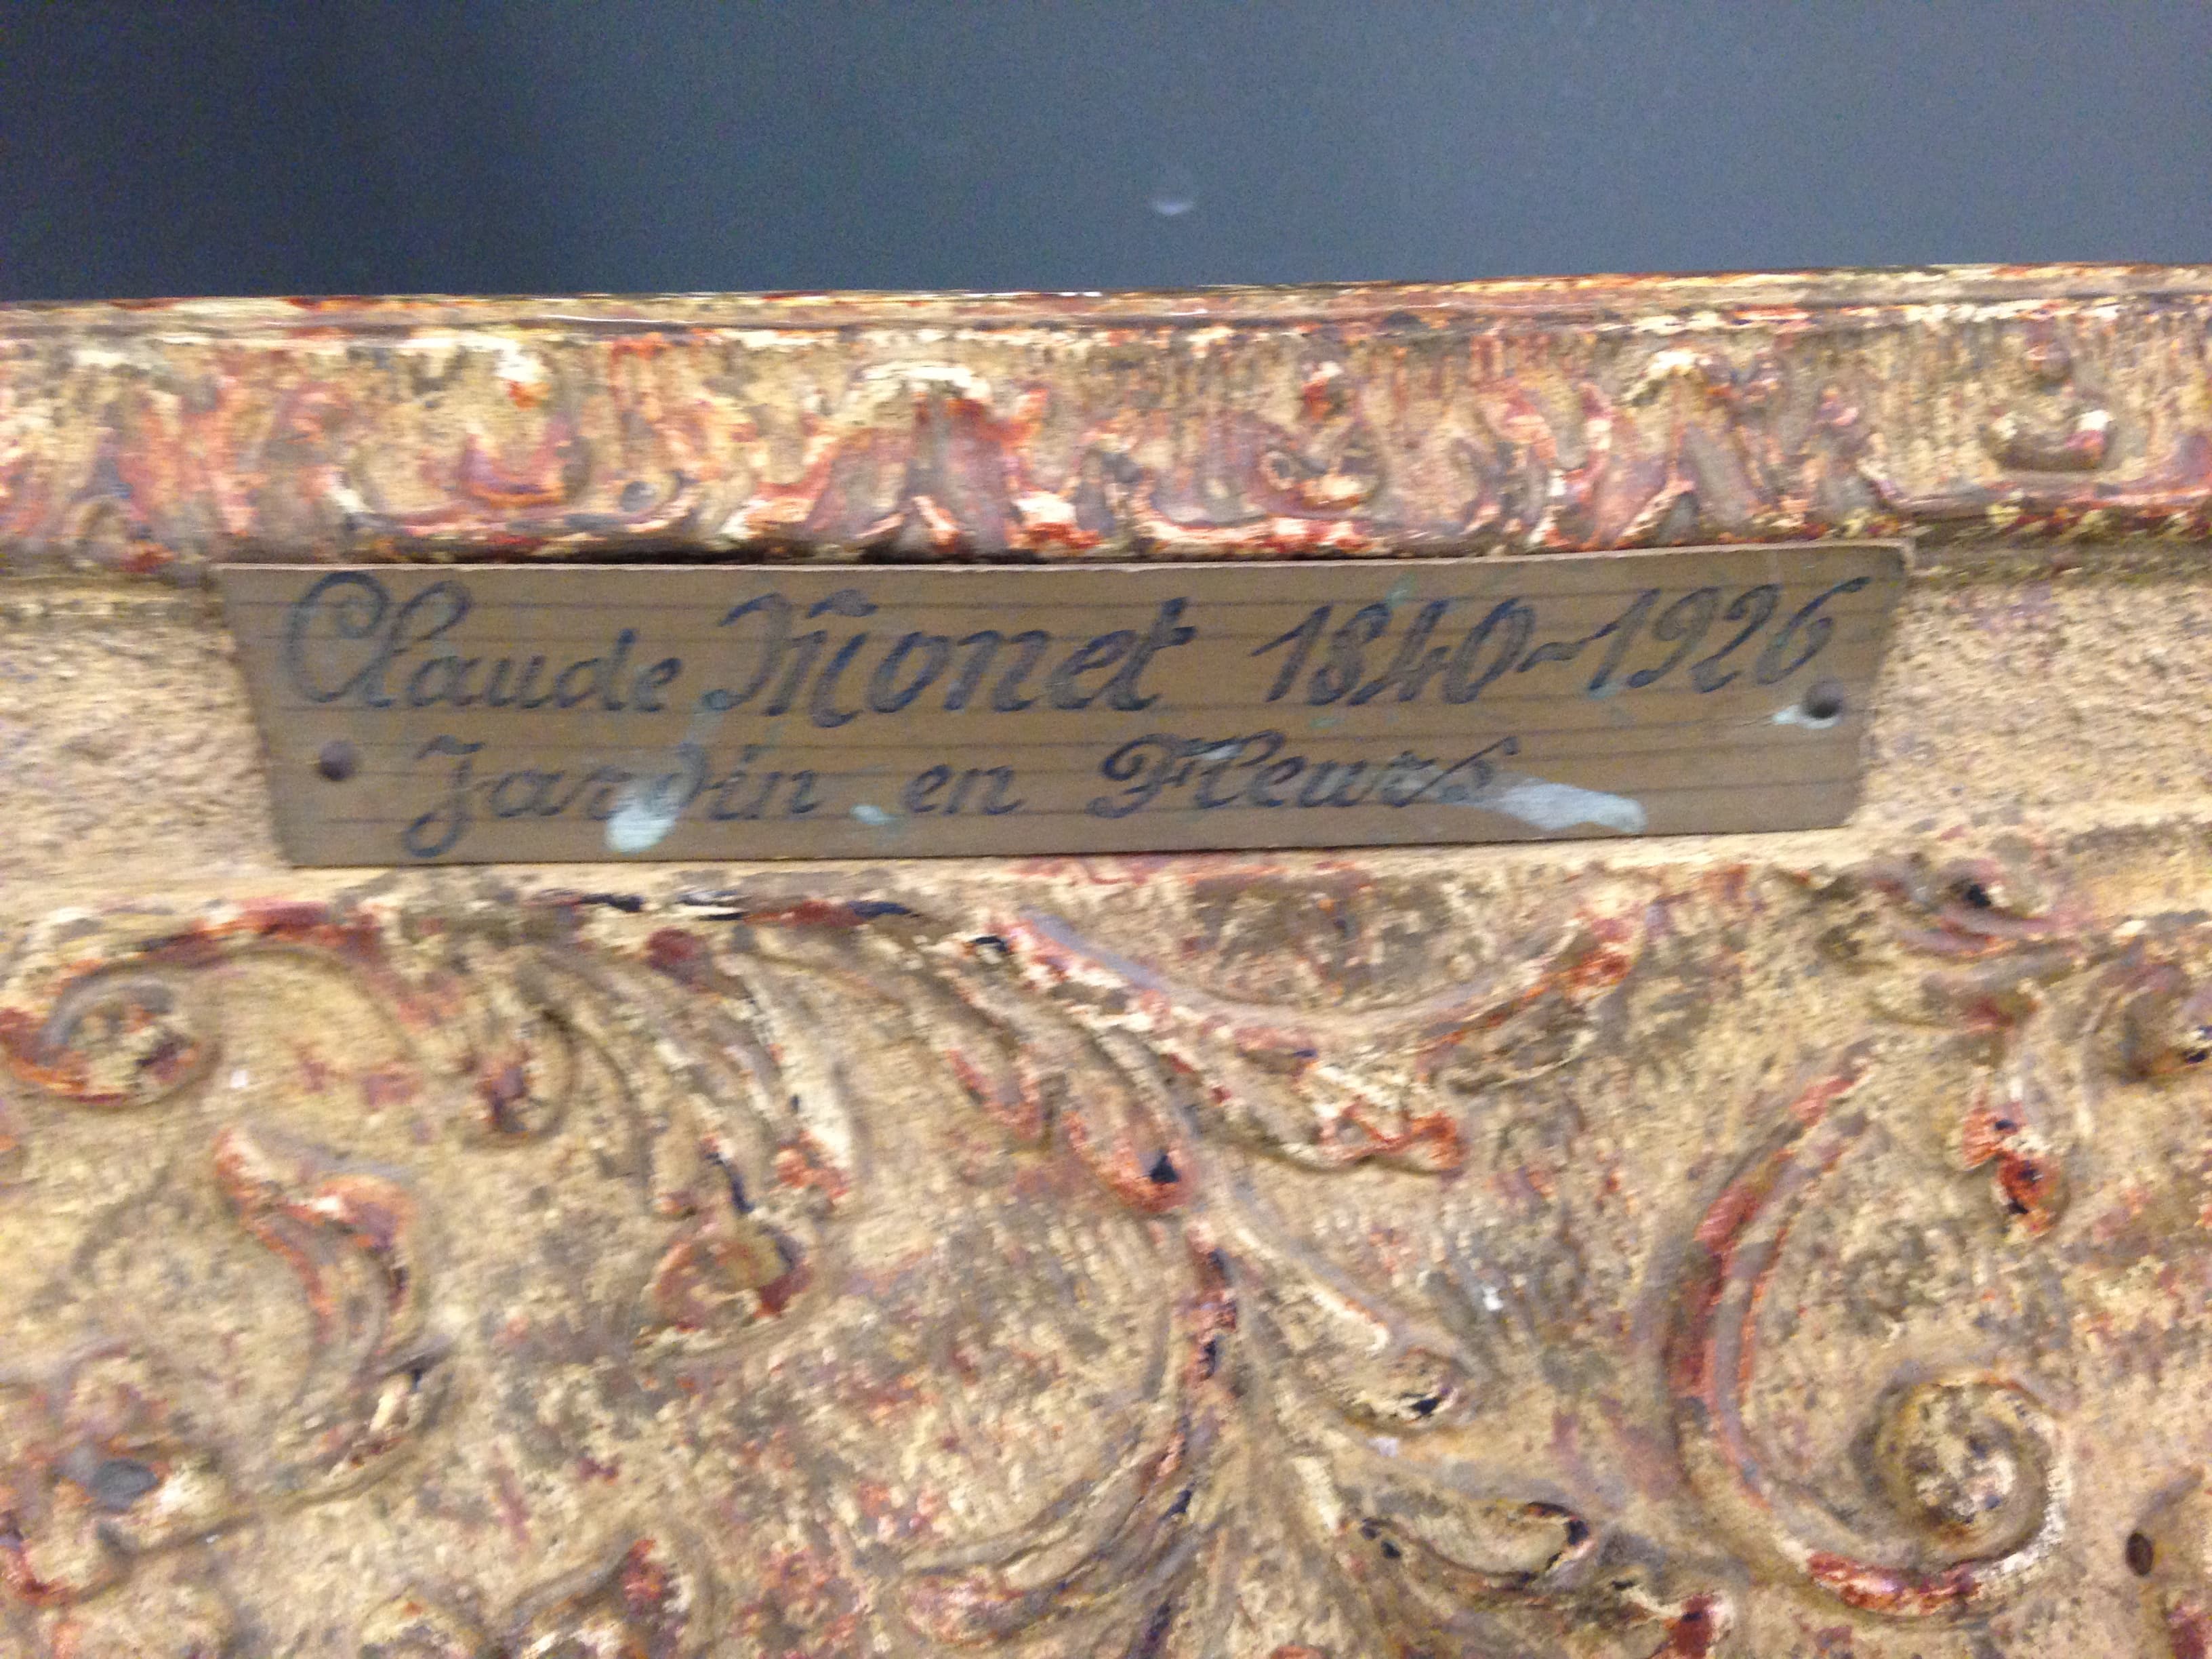 Claude Monet 1840~1926
Jardin en Fleurs